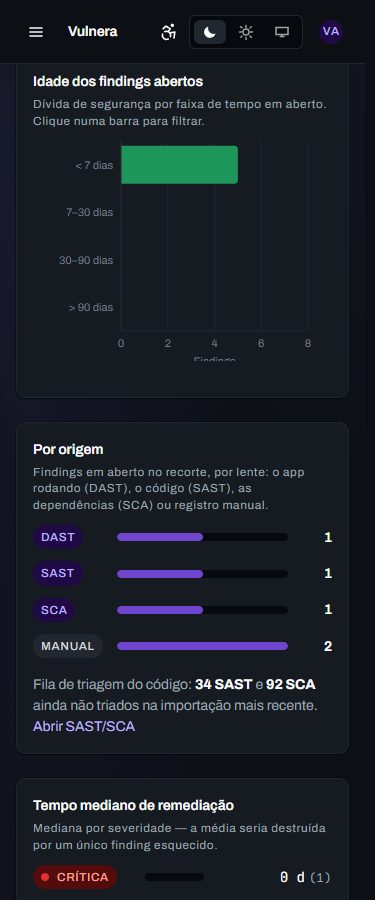 Vulnera
VA
Idade dos findings abertos
Dívida de segurança por faixa de tempo em aberto.
Clique numa barra para filtrar.
< 7 dias
7–30 dias
30–90 dias
> 90 dias
0 2 4 6 8
Findings
Por origem
Findings em aberto no recorte, por lente: o app
rodando (DAST), o código (SAST), as
dependências (SCA) ou registro manual.
DAST 1
SAST 1
SCA 1
MANUAL 2
Fila de triagem do código: 34 SAST e 92 SCA
ainda não triados na importação mais recente.
Abrir SAST/SCA
Tempo mediano de remediação
Mediana por severidade — a média seria destruída
por um único finding esquecido.
CRÍTICA 0 d (1)